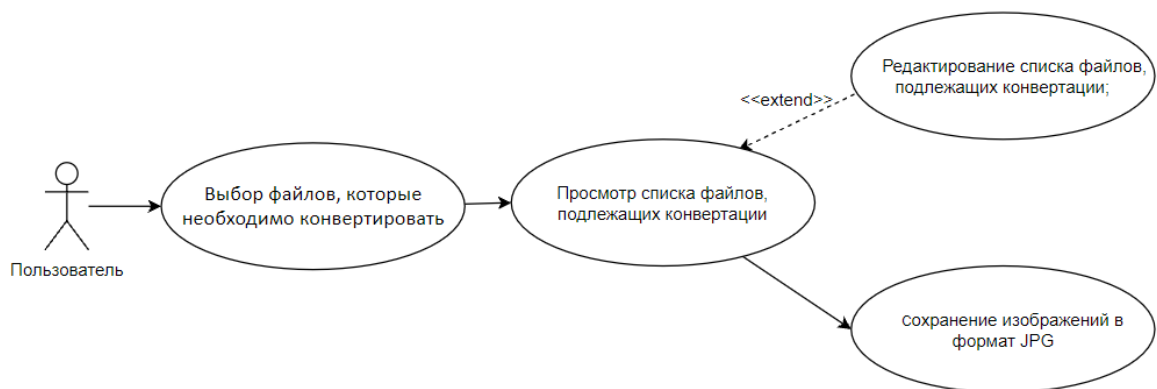 Редактирование списка файлов,
подлежащих конвертации;
<<extend>>
Выбор файлов, которые
необходимо конвертировать
Просмотр списка файлов,
подлежащих конвертации
Пользователь
сохранение изображений в
формат JPG